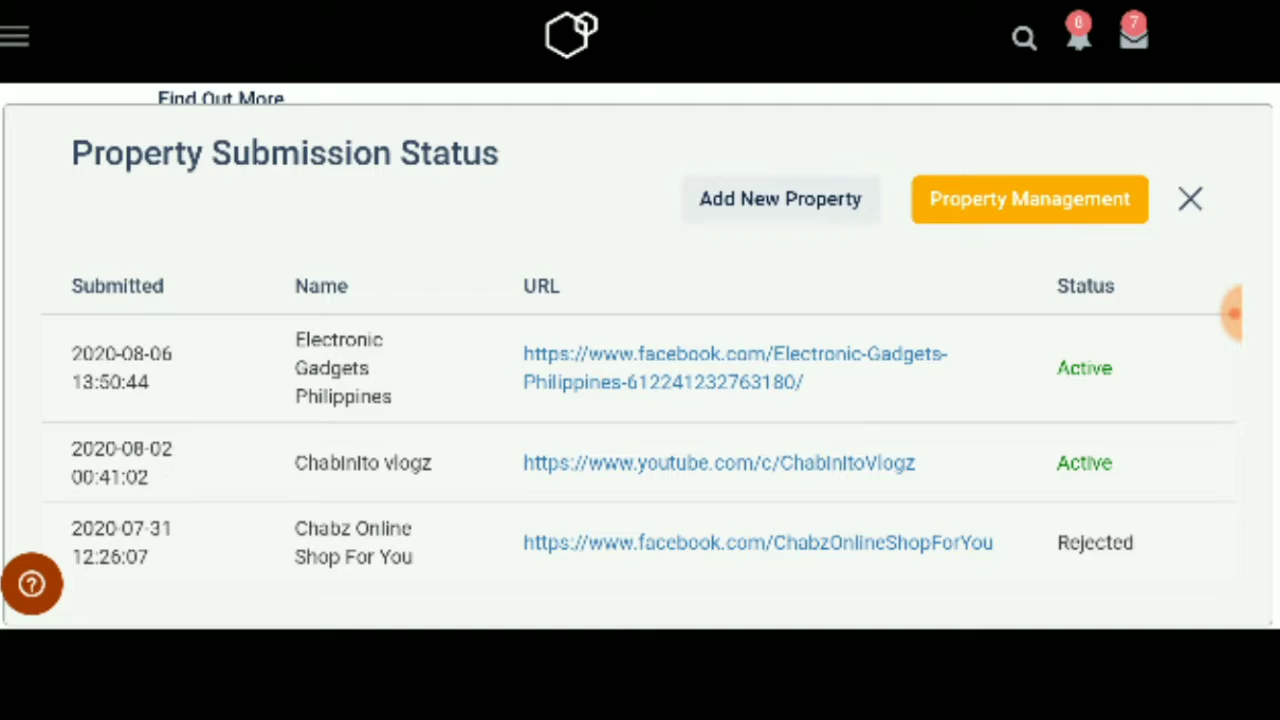 6
7
Find Out More
Property Submission Status
Add New Property
Property Management
Submitted
Name
URL
Status
2020-08-06
13:50:44
Electronic
Gadgets
Philippines
https://www.facebook.com/Electronic-Gadgets-
Philippines-612241232763180/
Active
2020-08-02
00:41:02
ChabInIto vlogz
https://www.youtube.com/c/ChabInItoVlogz
Active
2020-07-31
12:26:07
Chabz Online
Shop For You
https://www.facebook.com/ChabzOnlineShopForYou
Rejected